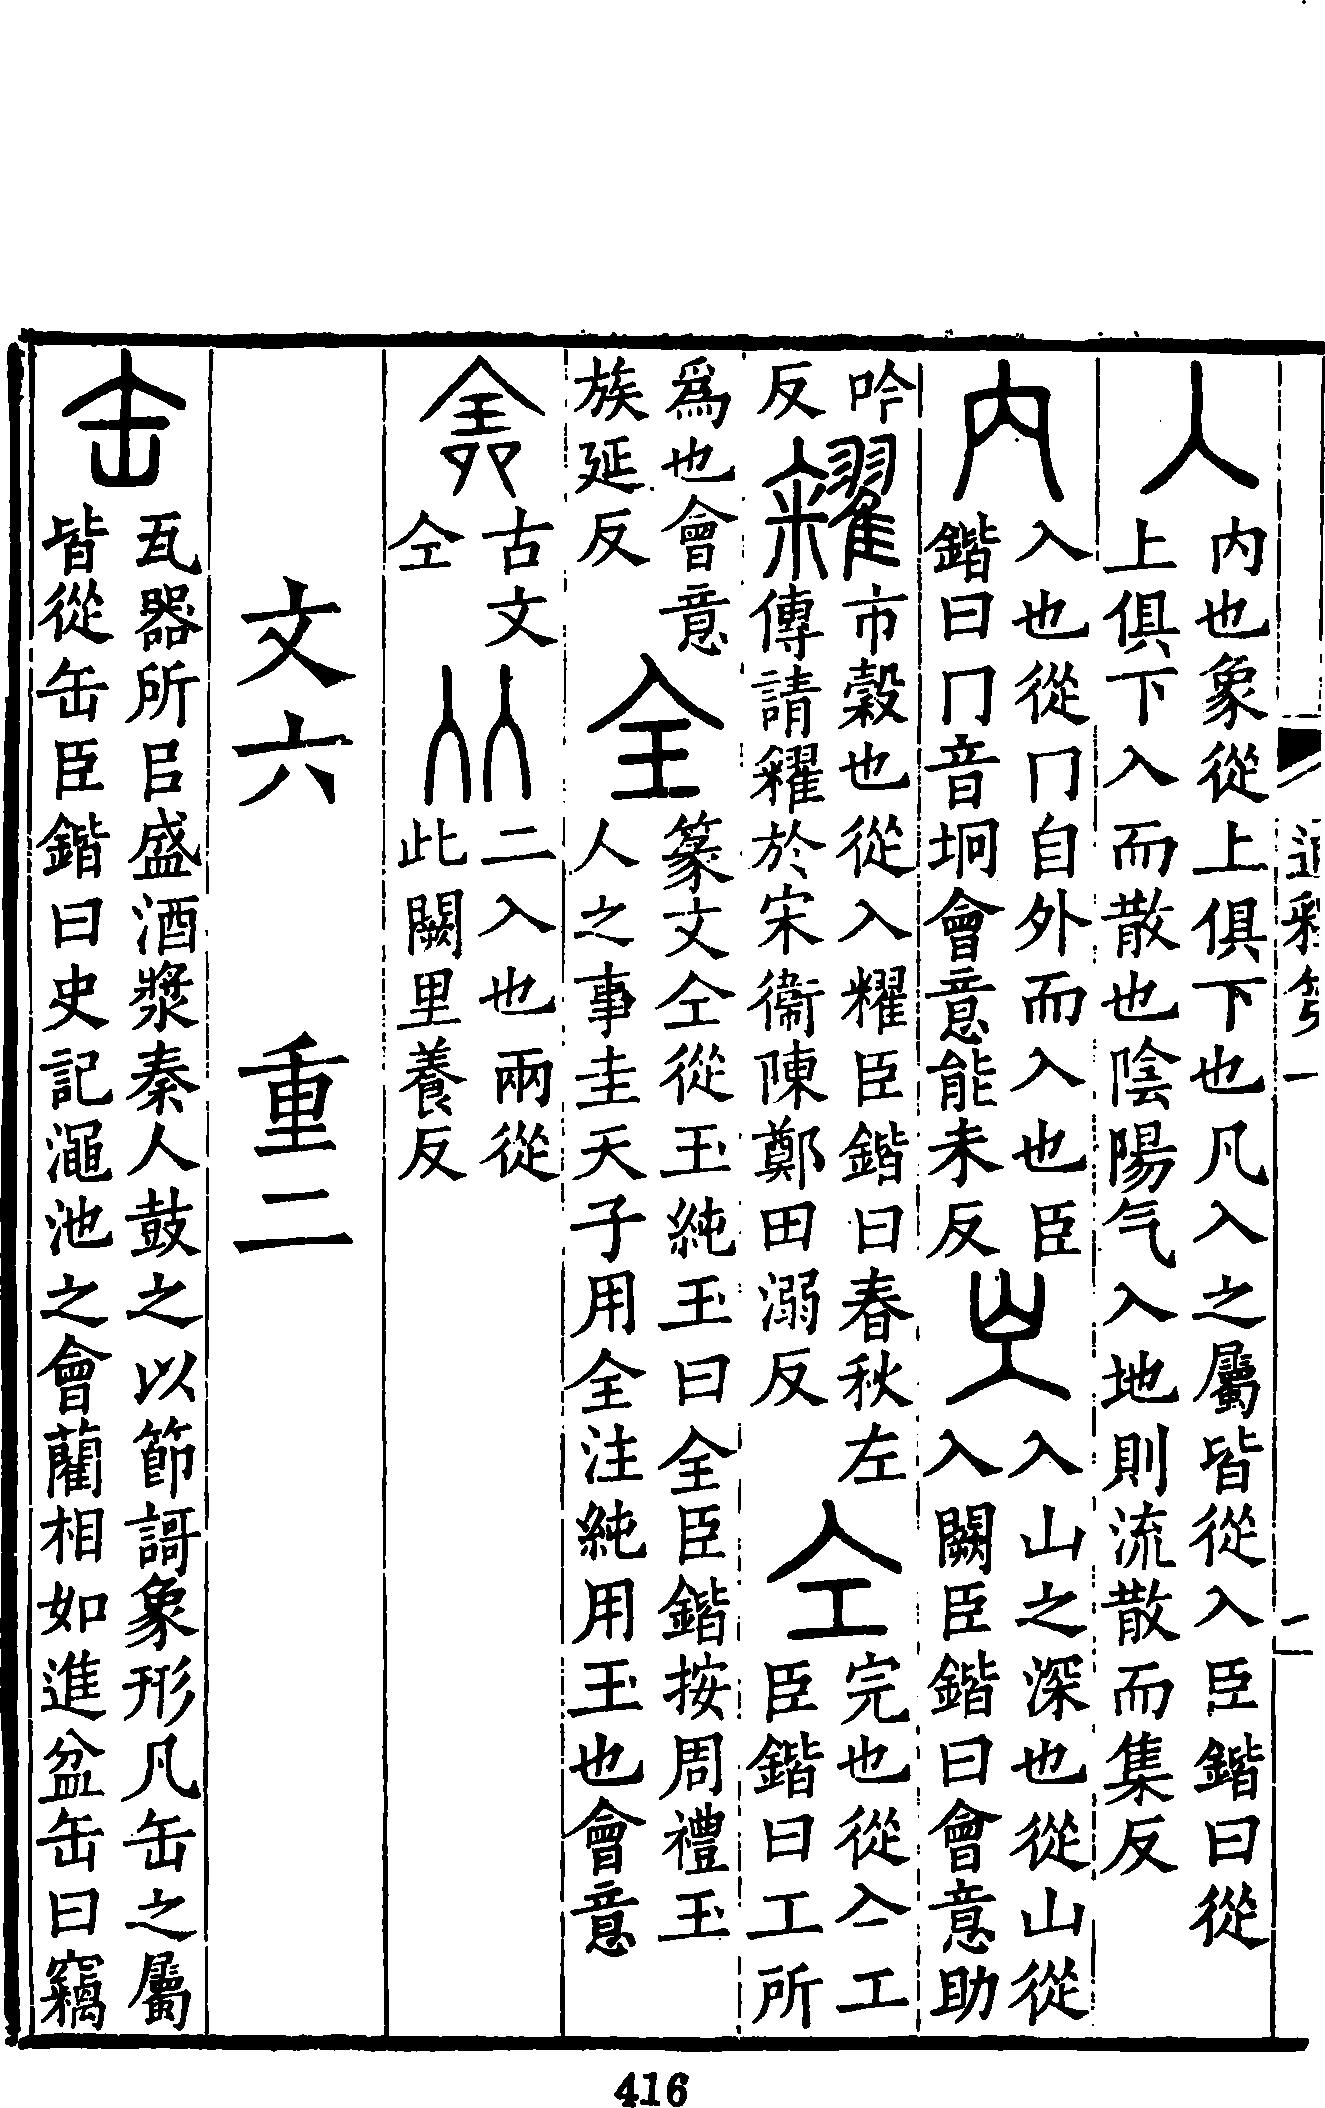 入
内也象從上俱下也凡入之屬皆從入臣鍇曰從
上俱下入而散也陰陽气入地則流散而集反
內
入也從冂自外而入也臣
鍇曰冂音坰會意能未反
入山之深也從山從
入闕臣鍇曰會意助
吟
反
糴
市穀也從入䊮臣鍇曰春秋左
傳請糴於宋衞陳鄭田溺反
仝
完也從入工
臣鍇曰工所
爲也會意
族延反
全
篆文仝從玉純玉曰全臣鍇按周禮玉
人之事圭天子用全注純用玉也會意
𠓴
古文
仝
㒳
二入也兩從
此闕里養反
文六 重二
缶
瓦器所㠯盛酒漿秦人鼓之以節謌象形凡缶之屬
皆從缶臣鍇曰史記澠池之會藺相如進盆缶曰竊
416